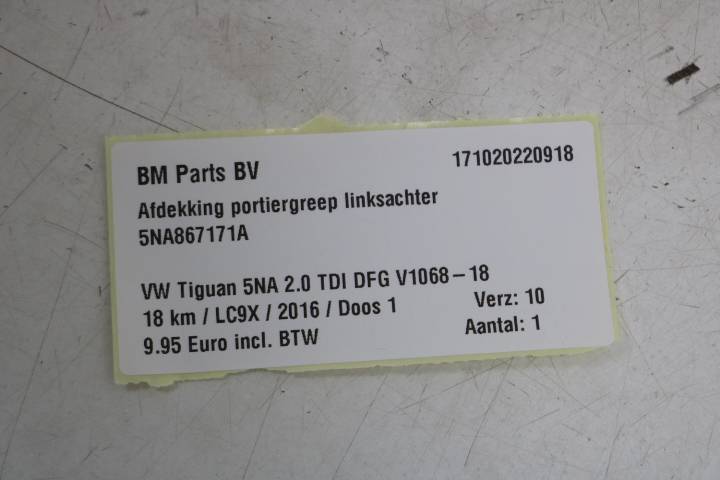 BM Parts BV 171020220918
Afdekking portiergreep linksachter
5NA867171A
VW Tiguan 5NA 2.0 TDI DFG V1068-18
18 km / LC9X / 2016 / Doos 1 Verz: 10
9.95 Euro incl. BTW Aantal: 1